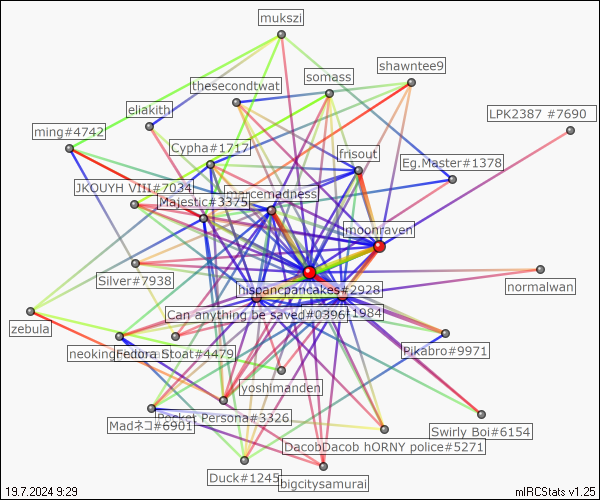 mukszi
shawntee9
somass
thesecondtwat
LPK2387 #7690
eliakith
ming#4742
Cypha#1717
frisout
Eg.Master#1378
JKOUYH VIII#7034
marcemadness
Majestic#3375
moonraven
Silver#7938
normalwan
hispancpancakes#2928
Can anything be saved#0396
#1984
zebula
neoking
Fedora Stoat#4479
Pikabro#9971
yoshimanden
Madネコ#6901
Pocket Persona#3326
Swirly Boi#6154
DacobDacob hORNY police#5271
Duck#1245
bigcitysamurai
19.7.2024 9:29
mIRCStats v1.25